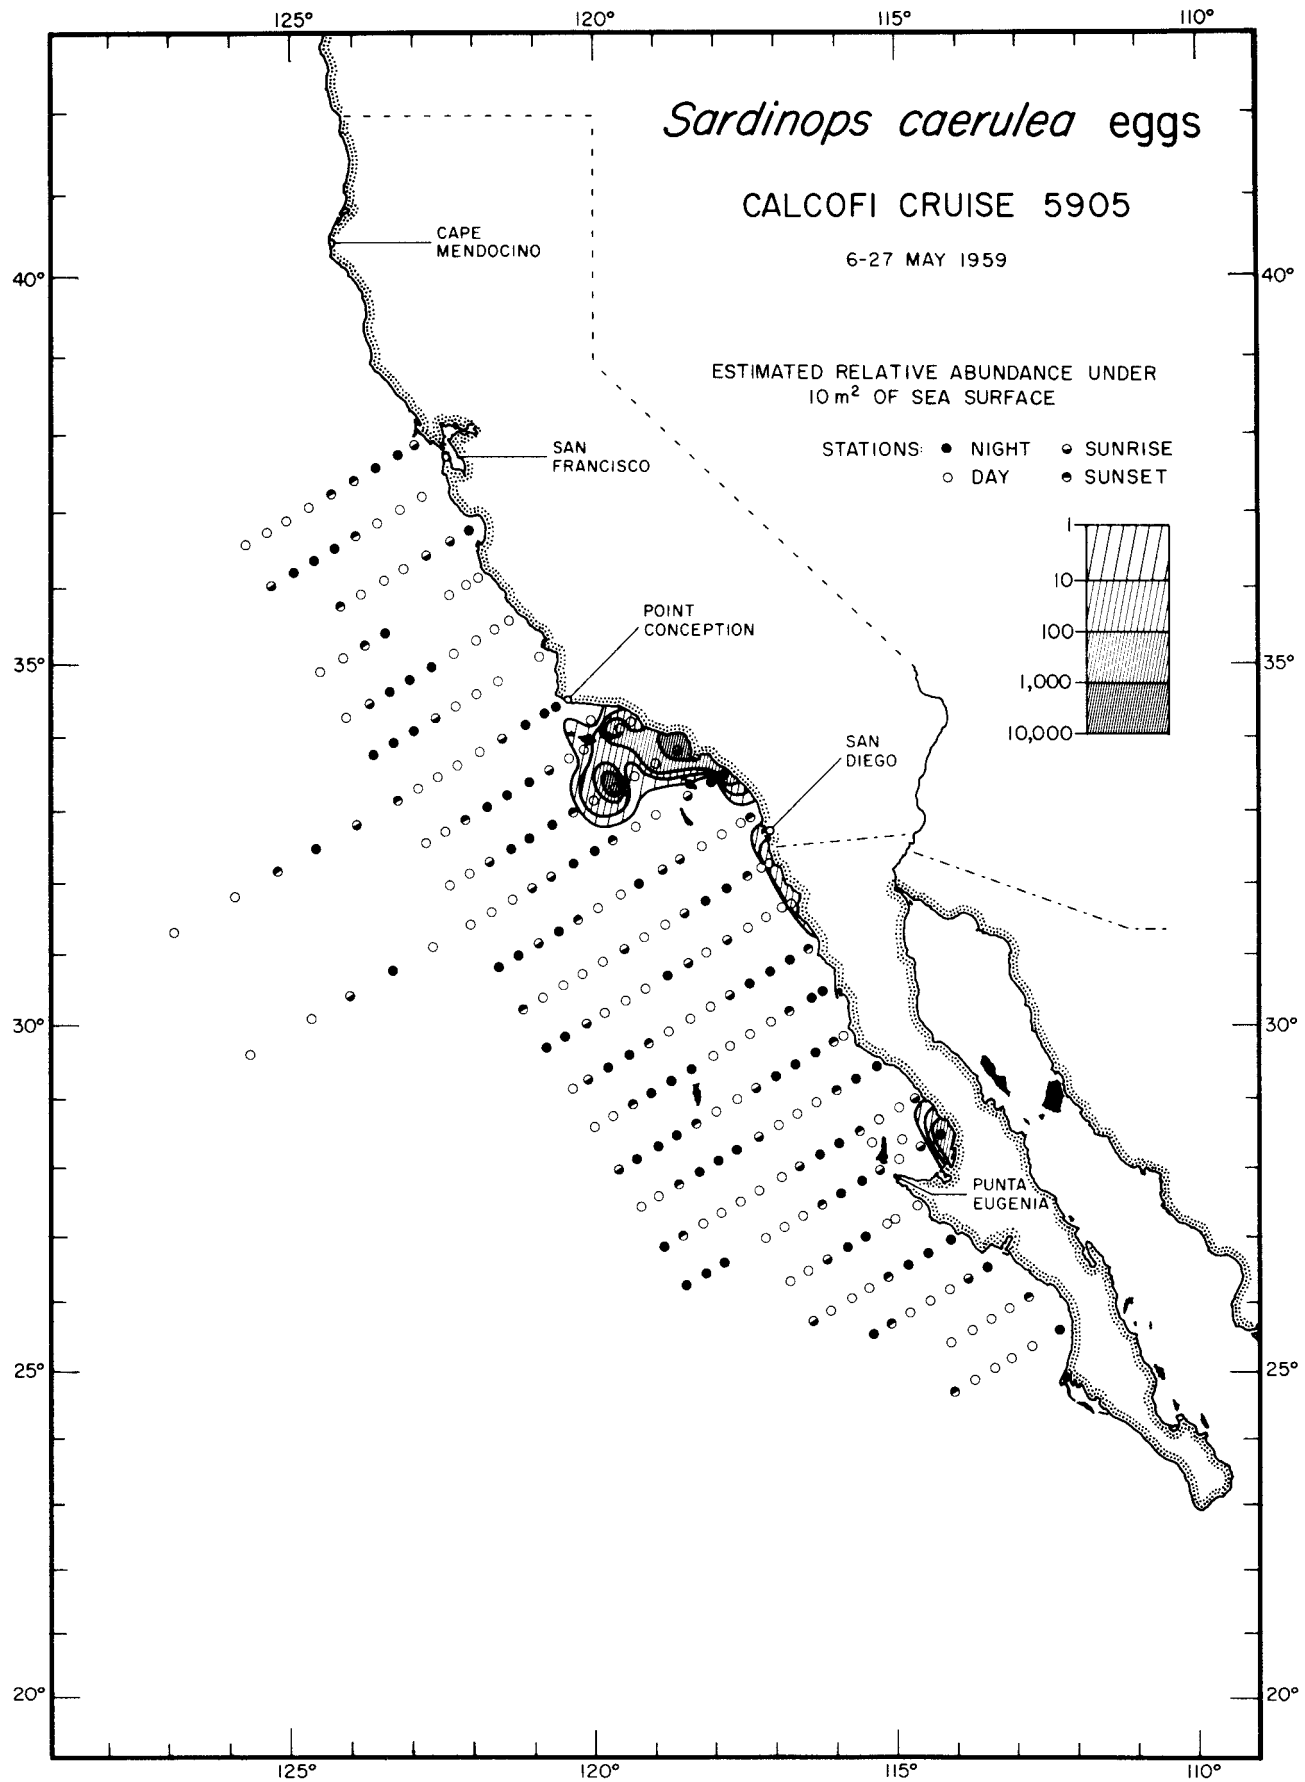 125° 120° 115° 110°
Sardinops caerulea eggs
CALCOFI CRUISE 5905
6-27 MAY 1959
CAPE
MENDOCINO
40° 40°
ESTIMATED RELATIVE ABUNDANCE UNDER
10 m² OF SEA SURFACE
STATIONS: NIGHT SUNRISE
DAY SUNSET
SAN
FRANCISCO
1
10
100
1,000
10,000
POINT
CONCEPTION
35° 35°
SAN
DIEGO
30° 30°
PUNTA
EUGENIA
25° 25°
20° 20°
125° 120° 115° 110°